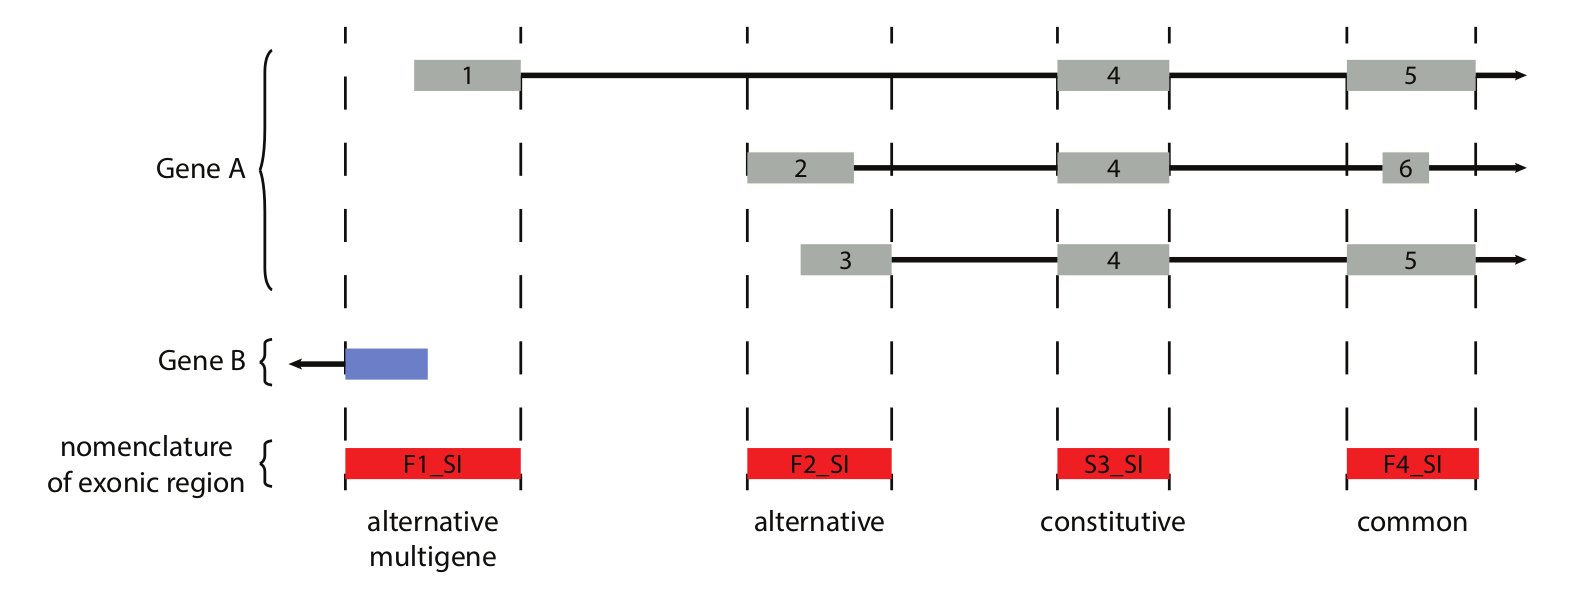 1
4
5
Gene A
2
4
6
3
4
5
Gene B
nomenclature
of exonic region
F1_SI
F2_SI
S3_SI
F4_SI
alternative
multigene
alternative
constitutive
common